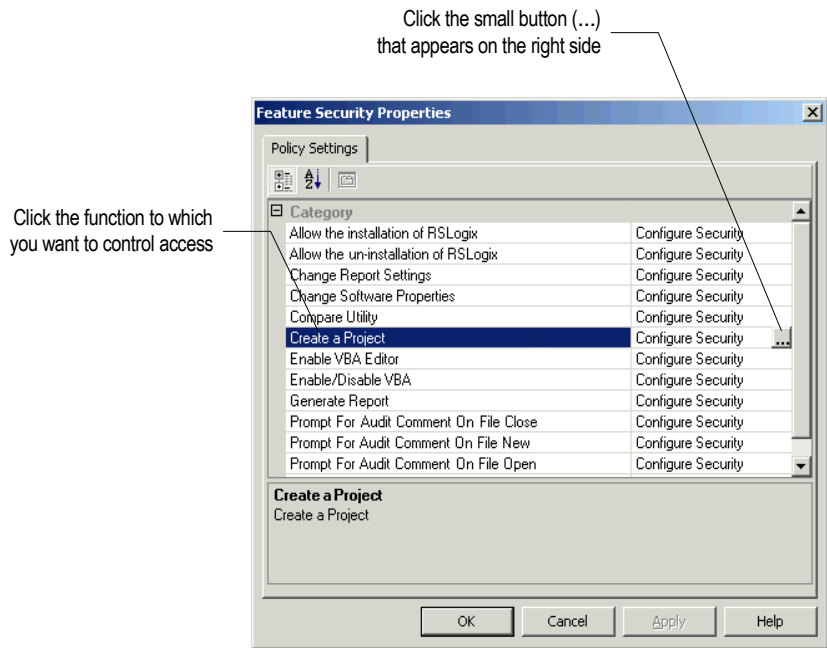 Click the small button (...)
that appears on the right side
Feature Security Properties
Policy Settings
Click the function to which
you want to control access
Category
Allow the installation of RSLogix Configure Security
Allow the un-installation of RSLogix Configure Security
Change Report Settings Configure Security
Change Software Properties Configure Security
Compare Utility Configure Security
Create a Project Configure Security ...
Enable VBA Editor Configure Security
Enable/Disable VBA Configure Security
Generate Report Configure Security
Prompt For Audit Comment On File Close Configure Security
Prompt For Audit Comment On File New Configure Security
Prompt For Audit Comment On File Open Configure Security
Create a Project
Create a Project
OK Cancel Apply Help